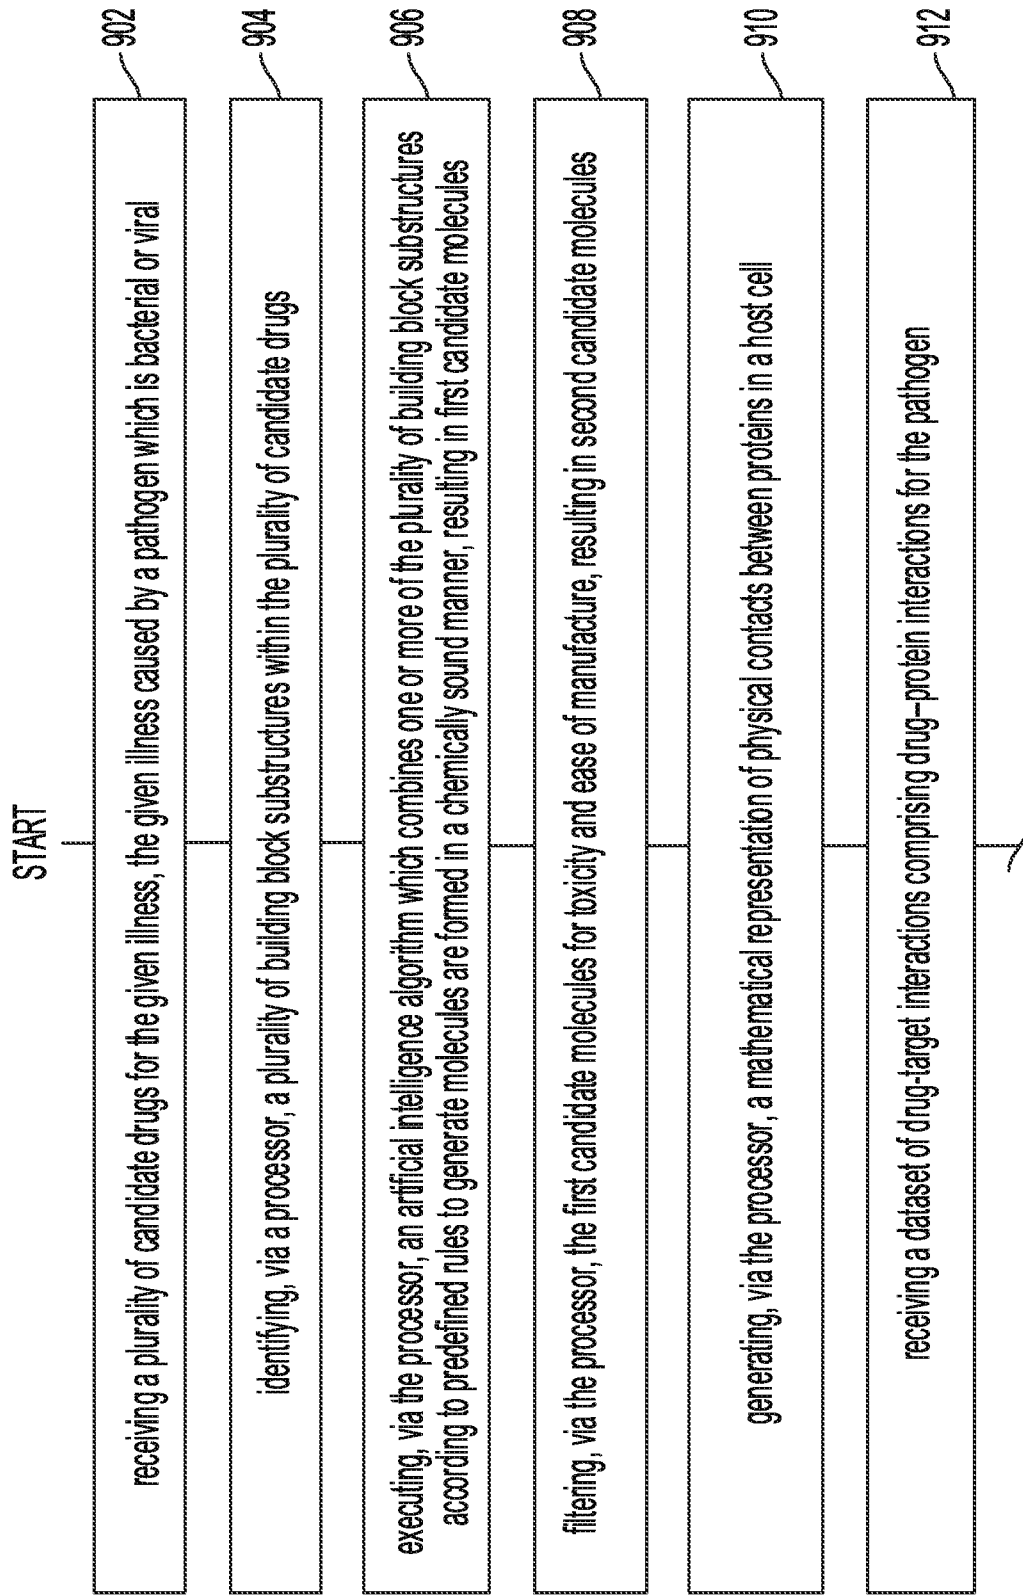 START
receiving a plurality of candidate drugs for the given illness, the given illness caused by a pathogen which is bacterial or viral
902
identifying, via a processor, a plurality of building block substructures within the plurality of candidate drugs
904
executing, via the processor, an artificial intelligence algorithm which combines one or more of the plurality of building block substructures
according to predefined rules to generate molecules are formed in a chemically sound manner, resulting in first candidate molecules
906
filtering, via the processor, the first candidate molecules for toxicity and ease of manufacture, resulting in second candidate molecules
908
generating, via the processor, a mathematical representation of physical contacts between proteins in a host cell
910
receiving a dataset of drug-target interactions comprising drug–protein interactions for the pathogen
912